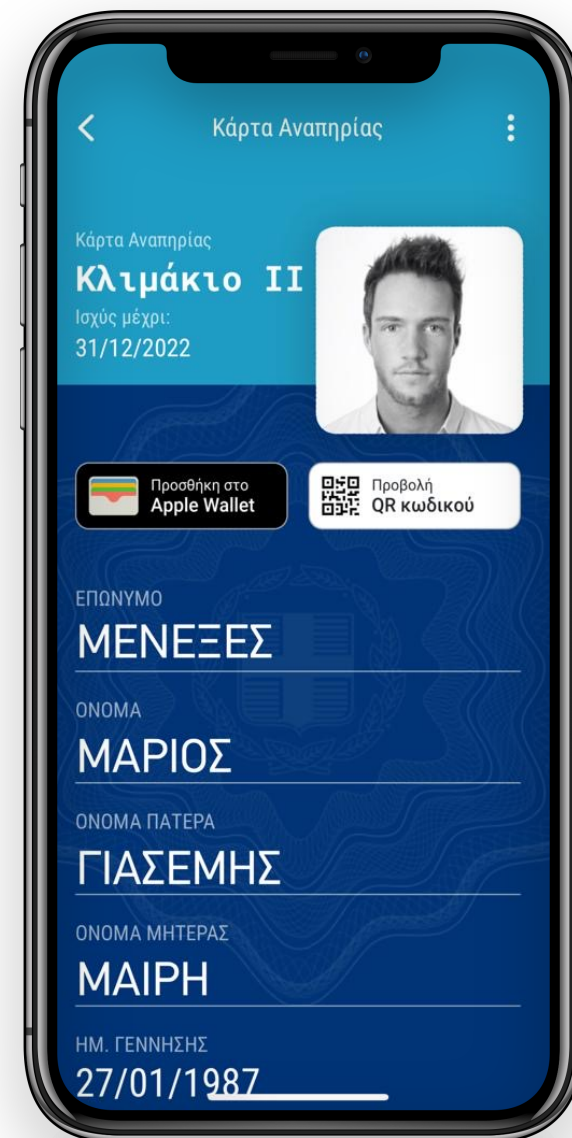 Κάρτα Αναπηρίας
Κάρτα Αναπηρίας
Κλιμάκιο II
Ισχύς μέχρι:
31/12/2022
Προσθήκη στο
Apple Wallet
Προβολή
QR κωδικού
ΕΠΩΝΥΜΟ
ΜΕΝΕΞΕΣ
ΟΝΟΜΑ
ΜΑΡΙΟΣ
ΟΝΟΜΑ ΠΑΤΕΡΑ
ΓΙΑΣΕΜΗΣ
ΟΝΟΜΑ ΜΗΤΕΡΑΣ
ΜΑΙΡΗ
ΗΜ. ΓΕΝΝΗΣΗΣ
27/01/1987